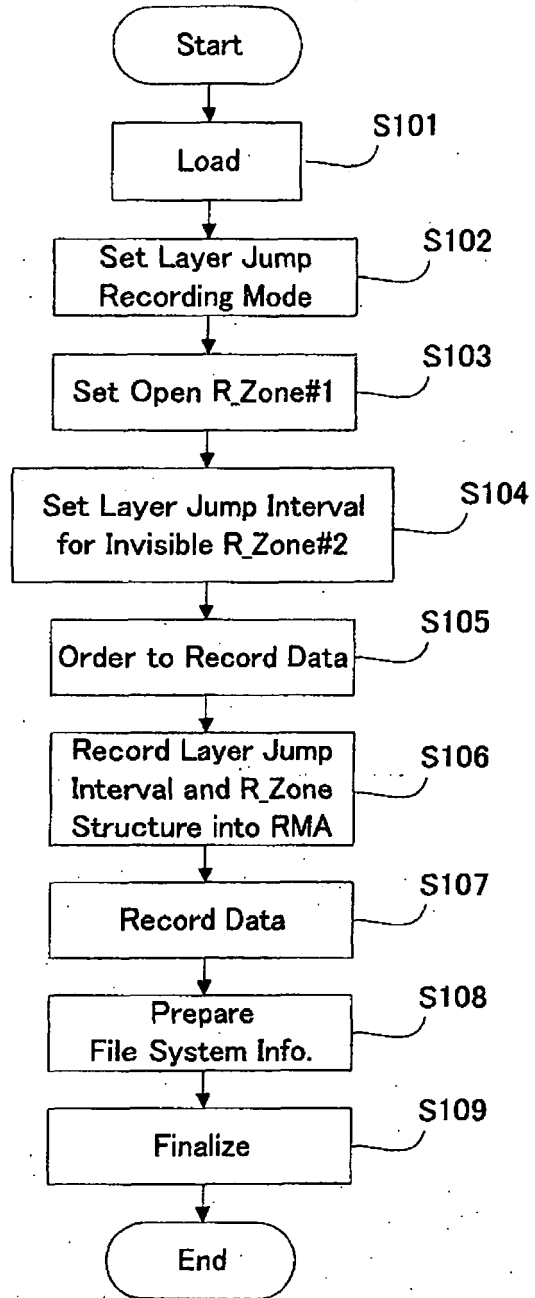 Start
S101
Load
S102
Set Layer Jump
Recording Mode
S103
Set Open R_Zone#1
S104
Set Layer Jump Interval
for Invisible R_Zone#2
S105
Order to Record Data
S106
Record Layer Jump
Interval and R_Zone
Structure into RMA
S107
Record Data
S108
Prepare
File System Info.
S109
Finalize
End